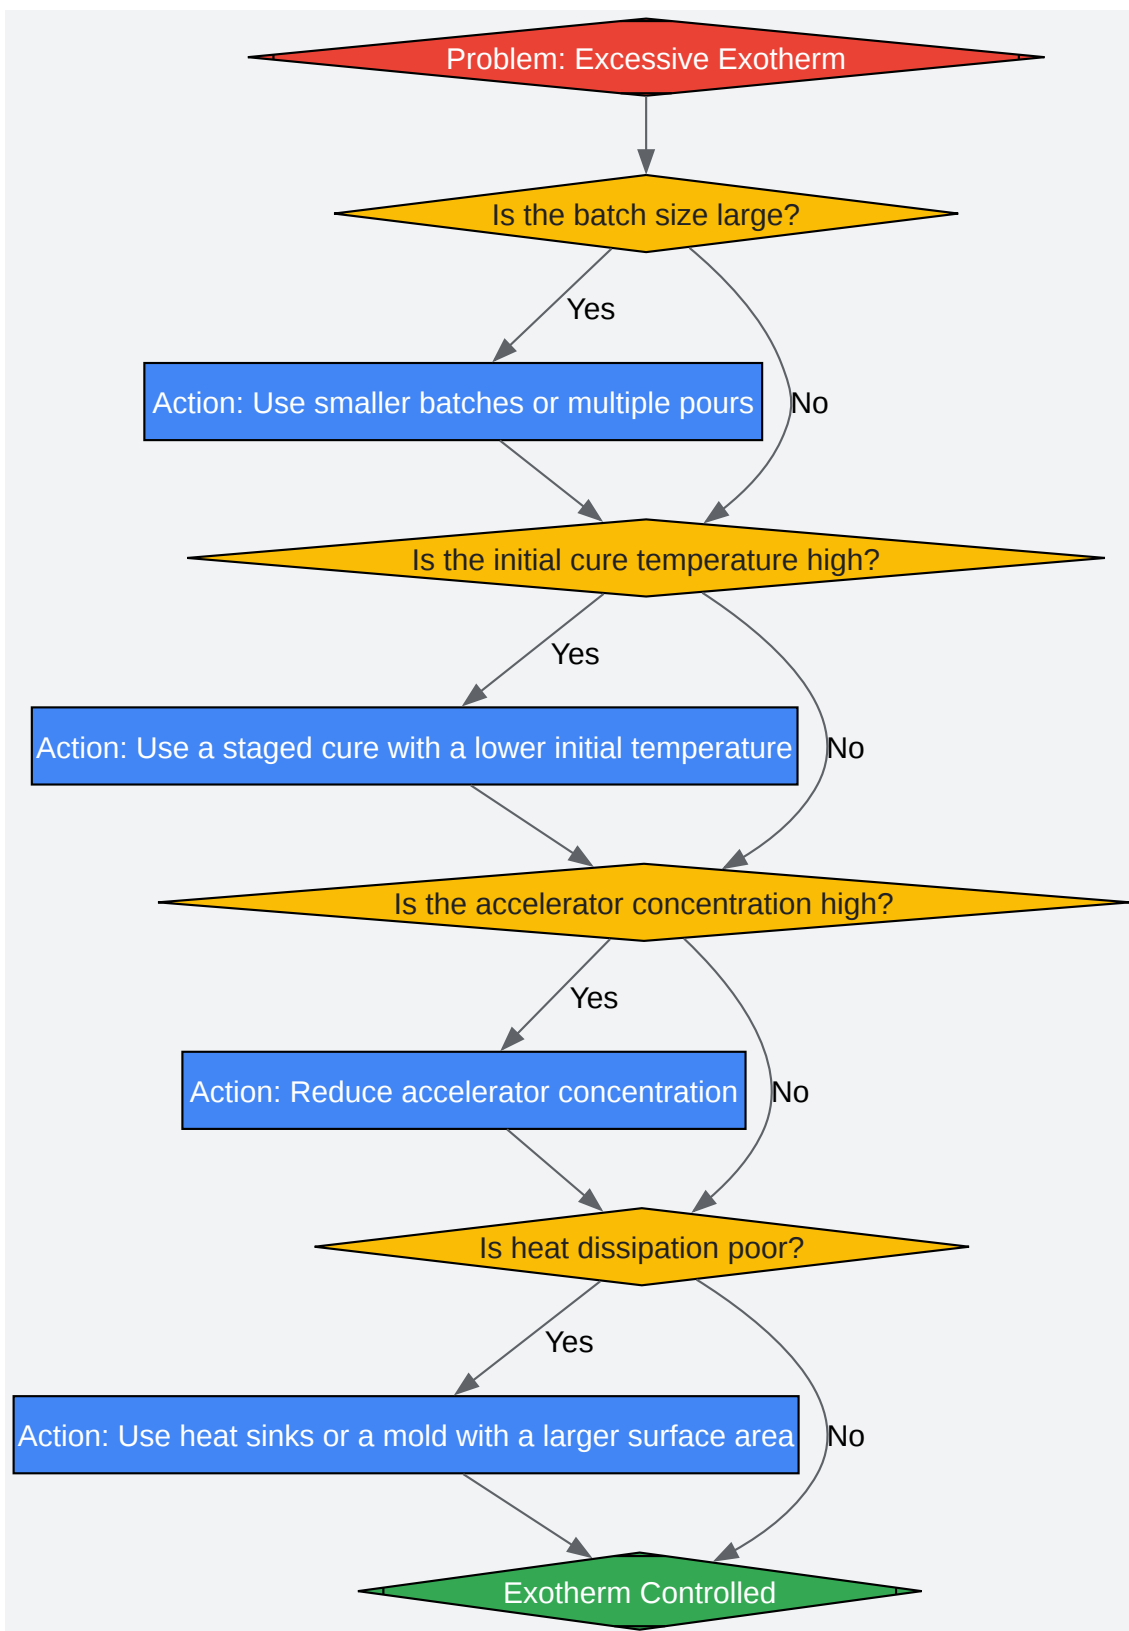 Problem: Excessive Exotherm
Is the batch size large?
Yes
Action: Use smaller batches or multiple pours
No
Is the initial cure temperature high?
Yes
Action: Use a staged cure with a lower initial temperature
No
Is the accelerator concentration high?
Yes
Action: Reduce accelerator concentration
No
Is heat dissipation poor?
Yes
Action: Use heat sinks or a mold with a larger surface area
No
Exotherm Controlled